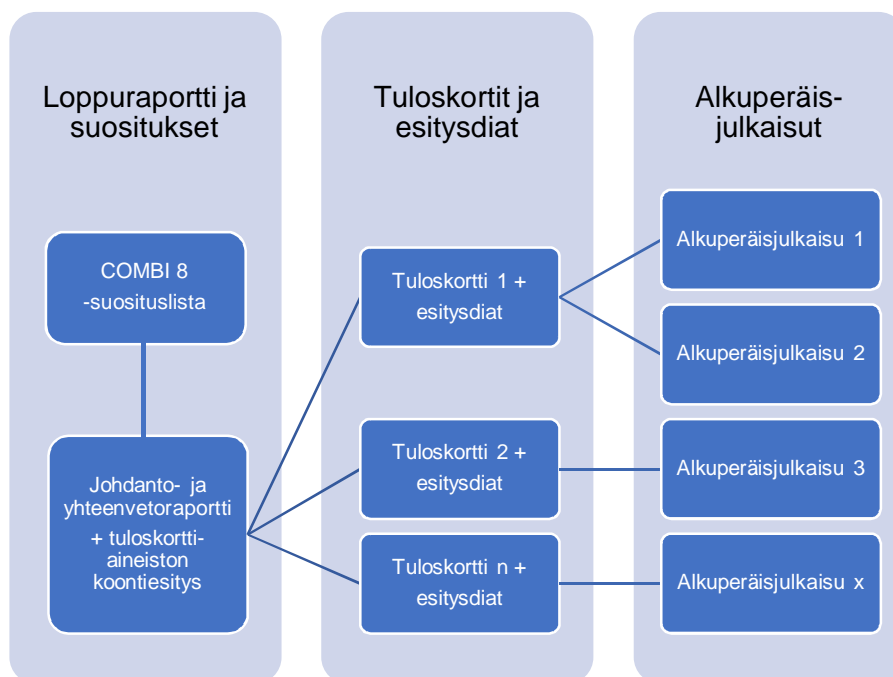 Loppuraportti ja
suositukset
COMBI 8
-suosituslista
Johdanto- ja
yhteenvetoraportti
+ tuloskortti-
aineiston
koontiesitys
Tuloskortit ja
esitysdiat
Tuloskortti 1 +
esitysdiat
Tuloskortti 2 +
esitysdiat
Tuloskortti n +
esitysdiat
Alkuperäis-
julkaisut
Alkuperäisjulkaisu 1
Alkuperäisjulkaisu 2
Alkuperäisjulkaisu 3
Alkuperäisjulkaisu x